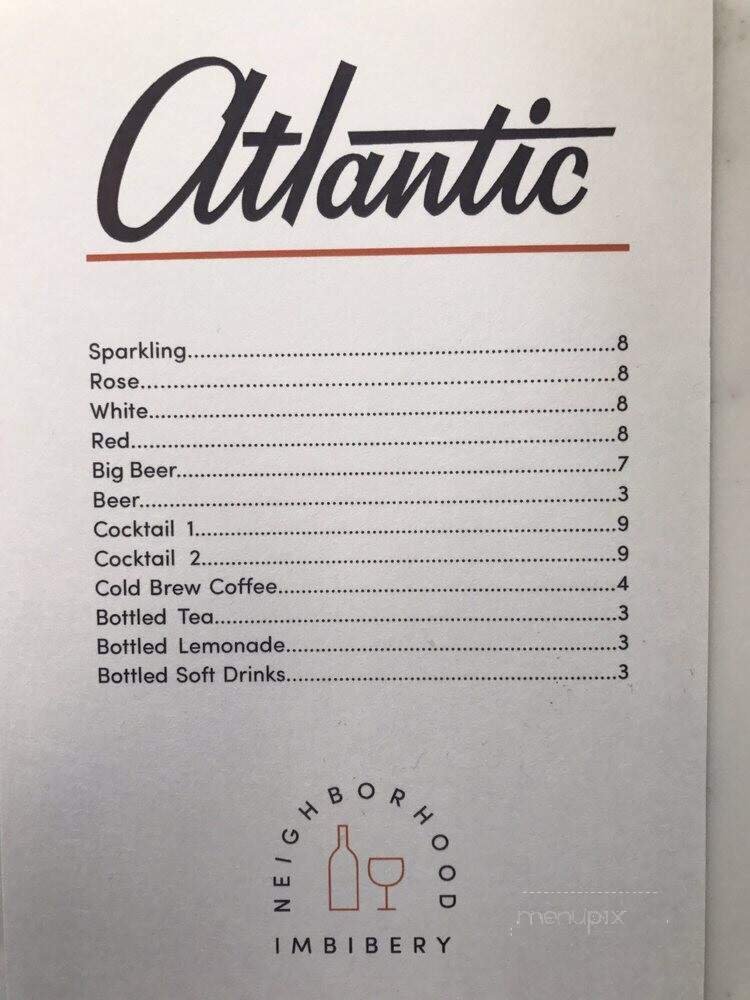 Atlantic
Sparkling...............................................................8
Rose......................................................................8
White.....................................................................8
Red........................................................................8
Big Beer.................................................................7
Beer.......................................................................3
Cocktail 1...............................................................9
Cocktail 2..............................................................9
Cold Brew Coffee..................................................4
Bottled Tea............................................................3
Bottled Lemonade.................................................3
Bottled Soft Drinks................................................3
NEIGHBORHOOD
IMBIBERY
menupix